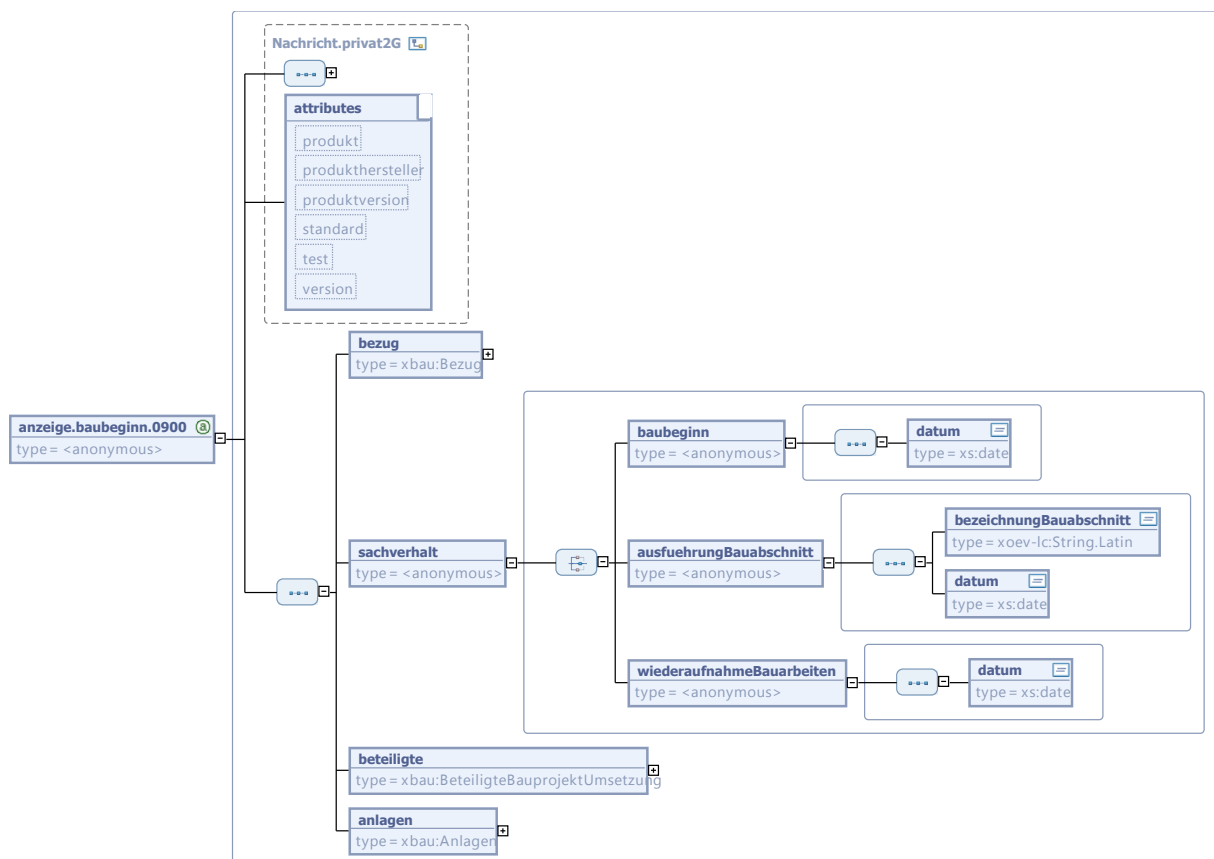 Nachricht.privat2G
attributes
produkt
produkthersteller
produktversion
standard
test
version
bezug
type = xbau:Bezug
anzeige.baubeginn.0900 a
type = <anonymous>
sachverhalt
type = <anonymous>
baubeginn
type = <anonymous>
datum
type = xs:date
ausfuehrungBauabschnitt
type = <anonymous>
bezeichnungBauabschnitt
type = xoev-lc:String.Latin
datum
type = xs:date
wiederaufnahmeBauarbeiten
type = <anonymous>
datum
type = xs:date
beteiligte
type = xbau:BeteiligteBauprojektUmsetzung
anlagen
type = xbau:Anlagen